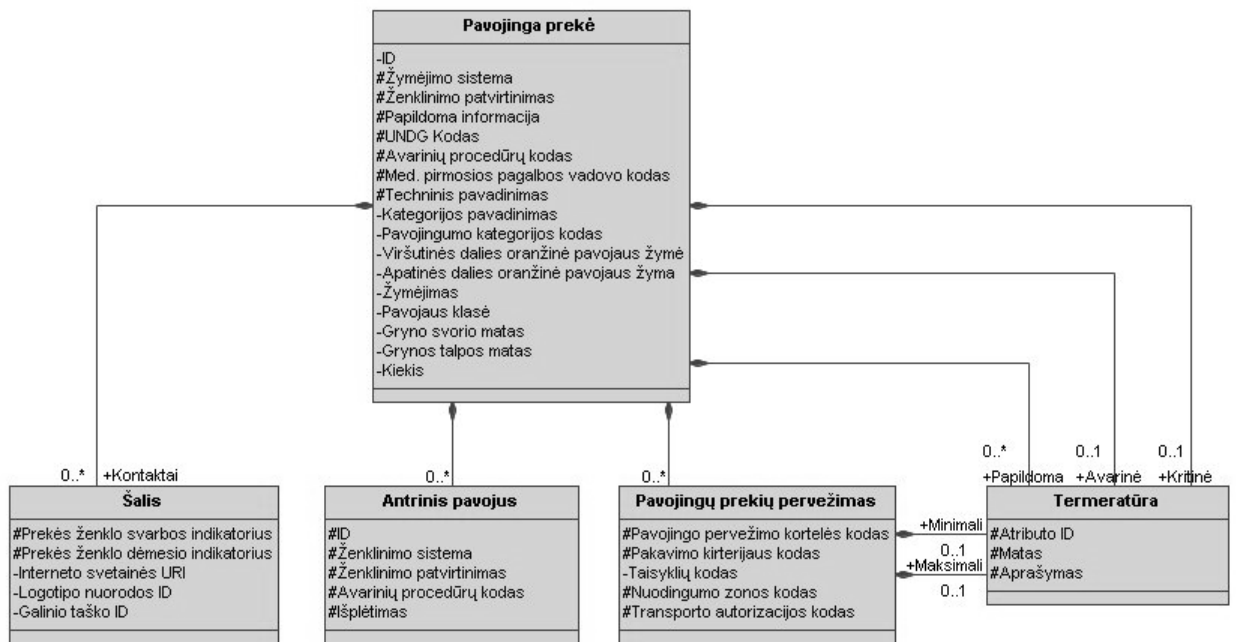 Pavojinga prekė
-ID
#Žymėjimo sistema
#Ženklinimo patvirtinimas
#Papildoma informacija
#UNDG Kodas
#Avarinių procedūrų kodas
#Med. pirmosios pagalbos vadovo kodas
#Techninis pavadinimas
-Kategorijos pavadinimas
-Pavojingumo kategorijos kodas
-Viršutinės dalies oranžinė pavojaus žymė
-Apatinės dalies oranžinė pavojaus žyma
-Žymėjimas
-Pavojaus klasė
-Gryno svorio matas
-Grynos talpos matas
-Kiekis
0..* +Kontaktai
0..*
0..*
0..* 0..1 0..1
+Papildoma +Avarinė +Kritinė
Šalis
#Prekės ženklo svarbos indikatorius
#Prekės ženklo dėmesio indikatorius
-Interneto svetainės URI
-Logotipo nuorodos ID
-Galinio taško ID
Antrinis pavojus
#ID
#Ženklinimo sistema
#Ženklinimo patvirtinimas
#Avarinių procedūrų kodas
#Išplėtimas
Pavojingų prekių pervežimas
#Pavojingo pervežimo kortelės kodas
#Pakavimo kirterijaus kodas
-Taisyklių kodas
#Nuodingumo zonos kodas
#Transporto autorizacijos kodas
+Minimali
0..1
+Maksimali
0..1
Termeratūra
#Atributo ID
#Matas
#Aprašymas